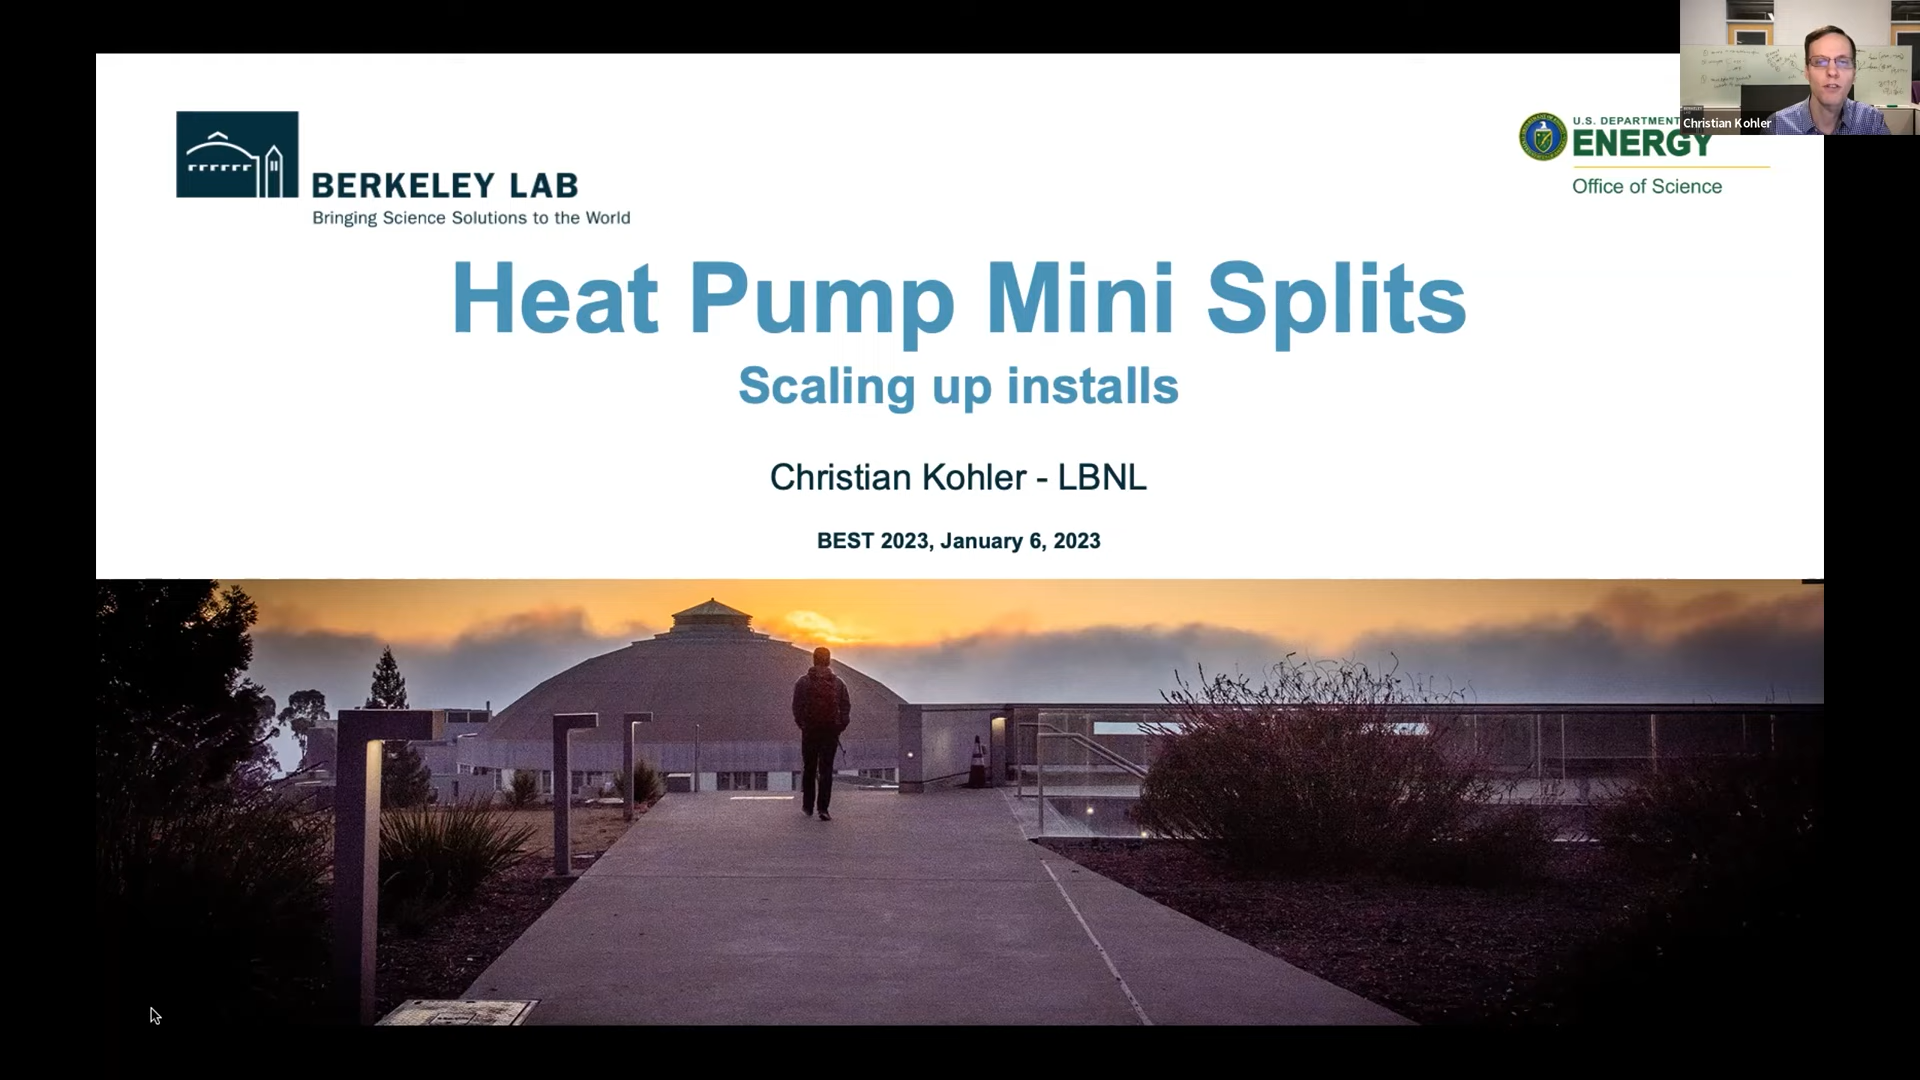 BERKELEY LAB
Bringing Science Solutions to the World
U.S. DEPARTMENT
ENERGY
Office of Science
Christian Kohler
Heat Pump Mini Splits
Scaling up installs
Christian Kohler - LBNL
BEST 2023, January 6, 2023